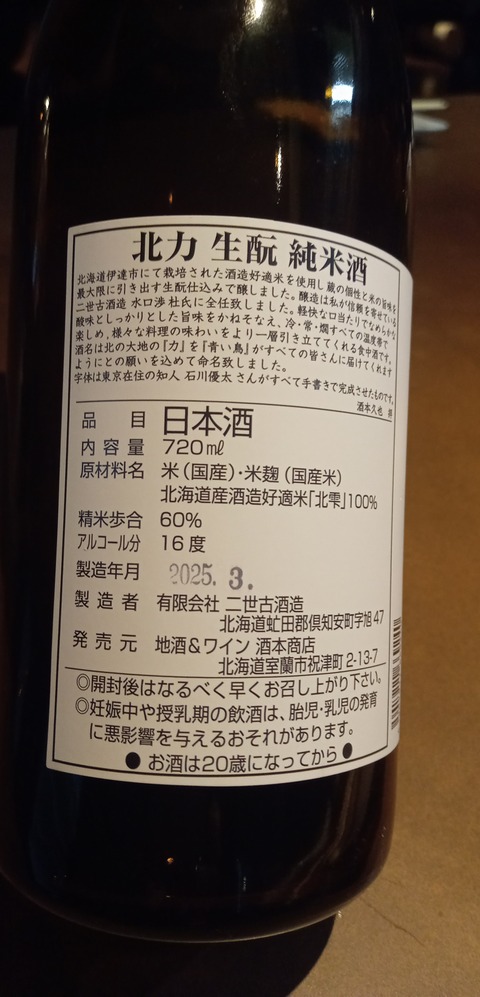 北力 生酛 純米酒
北海道伊達市にて栽培された酒造好適米を使用し蔵の個性と米の旨味を
最大限に引き出す生酛仕込みで醸しました。醸造は私が信頼を寄せている
二世古酒造 水口渉杜氏に全任致しました。軽快な口当たりでなめらかな
酸味としっかりとした旨味をかねそなえ、冷・常・燗すべての温度帯で
楽しめ、様々な料理の味わいをより一層引き立ててくれる食中酒です。
酒名は北の大地の『力』を『青い鳥』がすべての皆さんに届けてくれます
ようにとの願いを込めて命名致しました。
字体は東京在住の知人 石川優太 さんがすべて手書きで完成させたものです。
酒本久也
品目 日本酒
内容量 720㎖
原材料名 米(国産)・米麹(国産米)
北海道産酒造好適米「北雫」100%
精米歩合 60%
アルコール分 16度
製造年月 2025.3.
製造者 有限会社 二世古酒造
北海道虻田郡倶知安町字旭47
発売元 地酒&ワイン 酒本商店
北海道室蘭市祝津町2-13-7
◎開封後はなるべく早くお召し上がり下さい。
◎妊娠中や授乳期の飲酒は、胎児・乳児の発育
に悪影響を与えるおそれがあります。
● お酒は20歳になってから ●